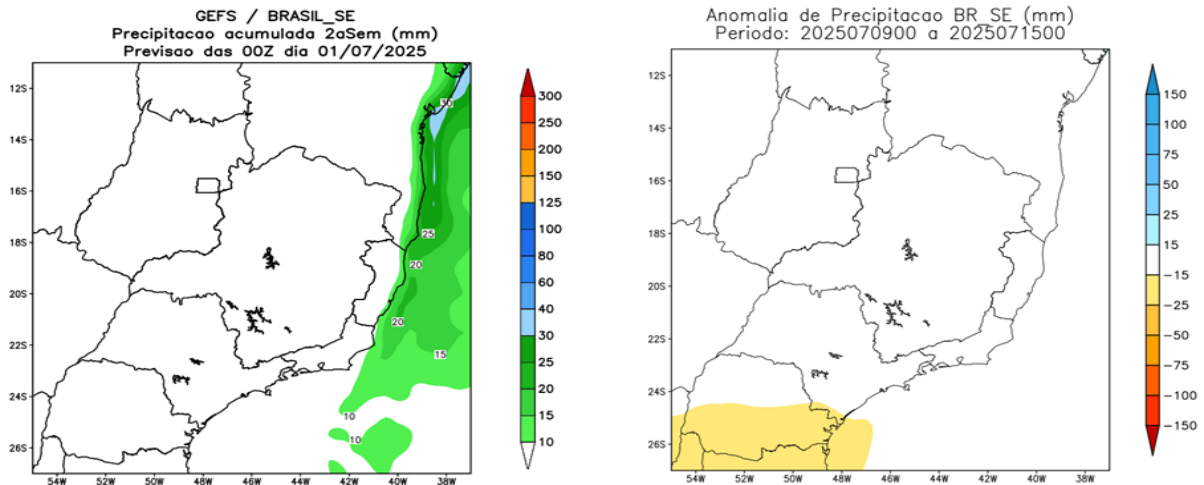 GEFS / BRASIL_SE
Precipitacao acumulada 2aSem (mm)
Previsao das 00Z dia 01/07/2025
12S
14S
16S
18S
20S
22S
24S
26S
54W
52W
50W
48W
46W
44W
42W
40W
38W
30
25
20
20
15
10
10
300
250
200
150
125
100
80
60
40
30
25
20
15
10
Anomalia de Precipitacao BR_SE (mm)
Periodo: 2025070900 a 2025071500
12S
14S
16S
18S
20S
22S
24S
26S
54W
52W
50W
48W
46W
44W
42W
40W
38W
150
100
75
50
25
15
-15
-25
-50
-75
-100
-150